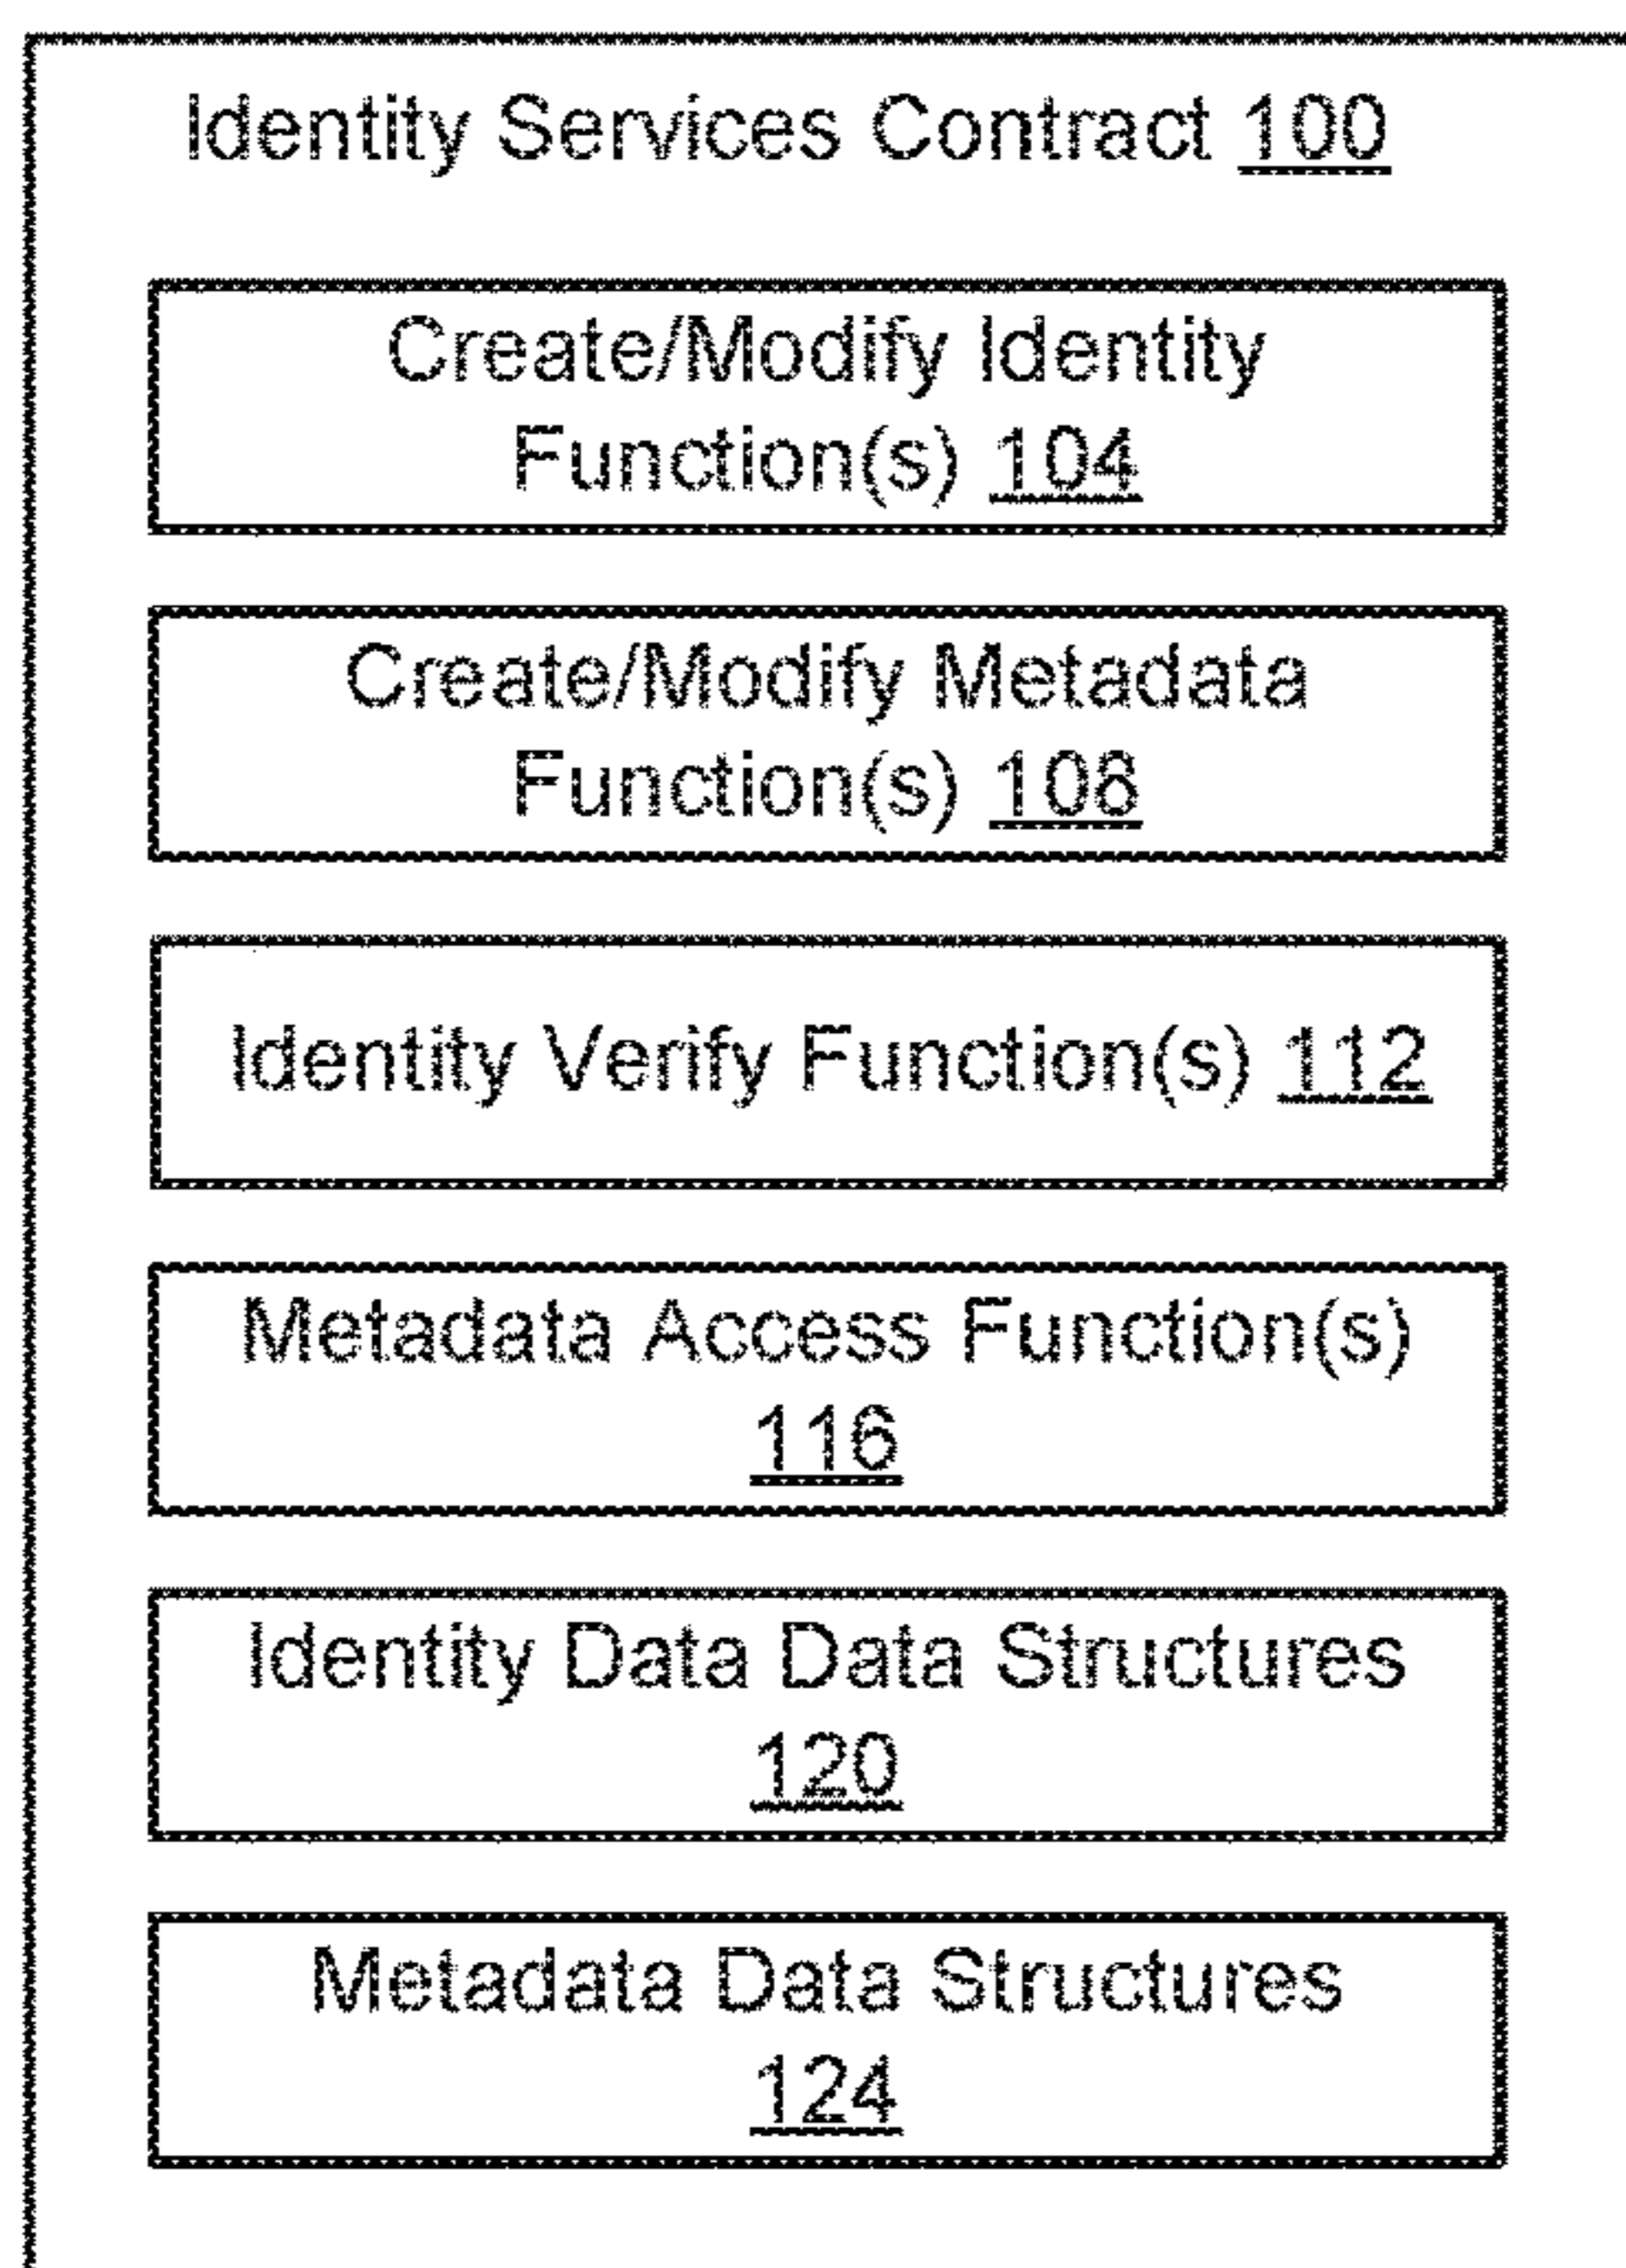 Identity Services Contract 100
Create/Modify Identity
Function(s) 104
Create/Modify Metadata
Function(s) 108
Identity Verify Function(s) 112
Metadata Access Function(s)
116
Identity Data Data Structures
120
Metadata Data Structures
124